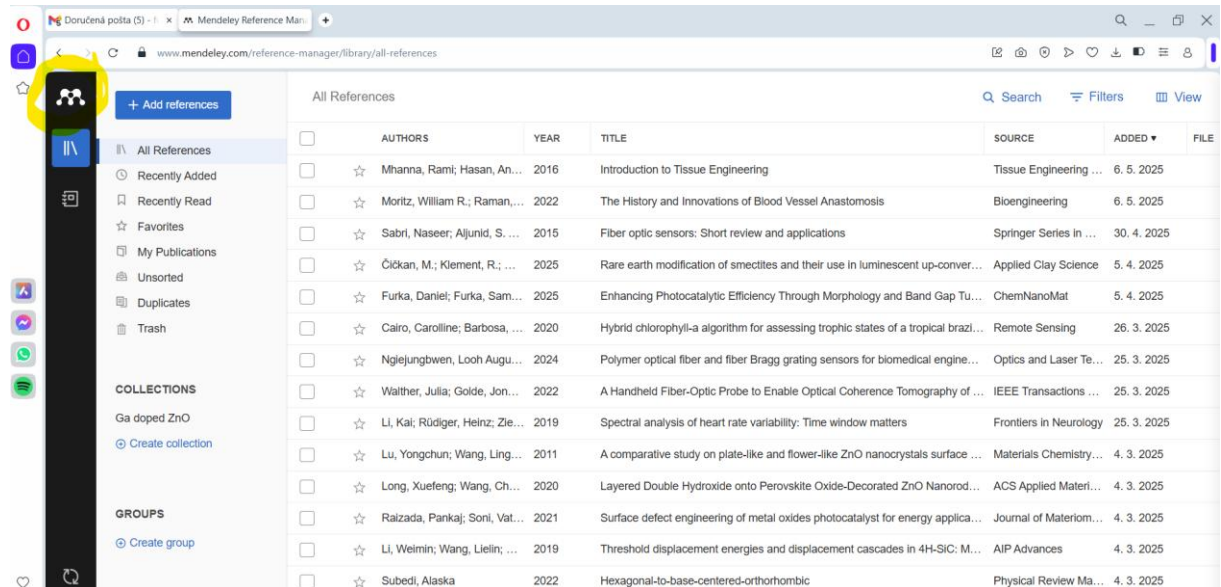 Doručená pošta (5) -
Mendeley Reference Man
www.mendeley.com/reference-manager/library/all-references
+ Add references
All References
Recently Added
Recently Read
Favorites
My Publications
Unsorted
Duplicates
Trash
COLLECTIONS
Ga doped ZnO
Create collection
GROUPS
Create group
All References
Search Filters View
AUTHORS YEAR TITLE SOURCE ADDED ▼ FILE
Mhanna, Rami; Hasan, An... 2016 Introduction to Tissue Engineering Tissue Engineering ... 6. 5. 2025
Moritz, William R.; Raman,... 2022 The History and Innovations of Blood Vessel Anastomosis Bioengineering 6. 5. 2025
Sabri, Naseer; Aljunid, S. ... 2015 Fiber optic sensors: Short review and applications Springer Series in ... 30. 4. 2025
Čičkan, M.; Klement, R.; ... 2025 Rare earth modification of smectites and their use in luminescent up-conver... Applied Clay Science 5. 4. 2025
Furka, Daniel; Furka, Sam... 2025 Enhancing Photocatalytic Efficiency Through Morphology and Band Gap Tu... ChemNanoMat 5. 4. 2025
Cairo, Carolline; Barbosa, ... 2020 Hybrid chlorophyll-a algorithm for assessing trophic states of a tropical brazi... Remote Sensing 26. 3. 2025
Ngiejungbwen, Looh Augu... 2024 Polymer optical fiber and fiber Bragg grating sensors for biomedical engine... Optics and Laser Te... 25. 3. 2025
Walther, Julia; Golde, Jon... 2022 A Handheld Fiber-Optic Probe to Enable Optical Coherence Tomography of ... IEEE Transactions ... 25. 3. 2025
Li, Kai; Rüdiger, Heinz; Zie... 2019 Spectral analysis of heart rate variability: Time window matters Frontiers in Neurology 25. 3. 2025
Lu, Yongchun; Wang, Ling... 2011 A comparative study on plate-like and flower-like ZnO nanocrystals surface ... Materials Chemistry... 4. 3. 2025
Long, Xuefeng; Wang, Ch... 2020 Layered Double Hydroxide onto Perovskite Oxide-Decorated ZnO Nanorod... ACS Applied Materi... 4. 3. 2025
Raizada, Pankaj; Soni, Vat... 2021 Surface defect engineering of metal oxides photocatalyst for energy applica... Journal of Materiom... 4. 3. 2025
Li, Weimin; Wang, Lielin; ... 2019 Threshold displacement energies and displacement cascades in 4H-SiC: M... AIP Advances 4. 3. 2025
Subedi, Alaska 2022 Hexagonal-to-base-centered-orthorhombic Physical Review Ma... 4. 3. 2025